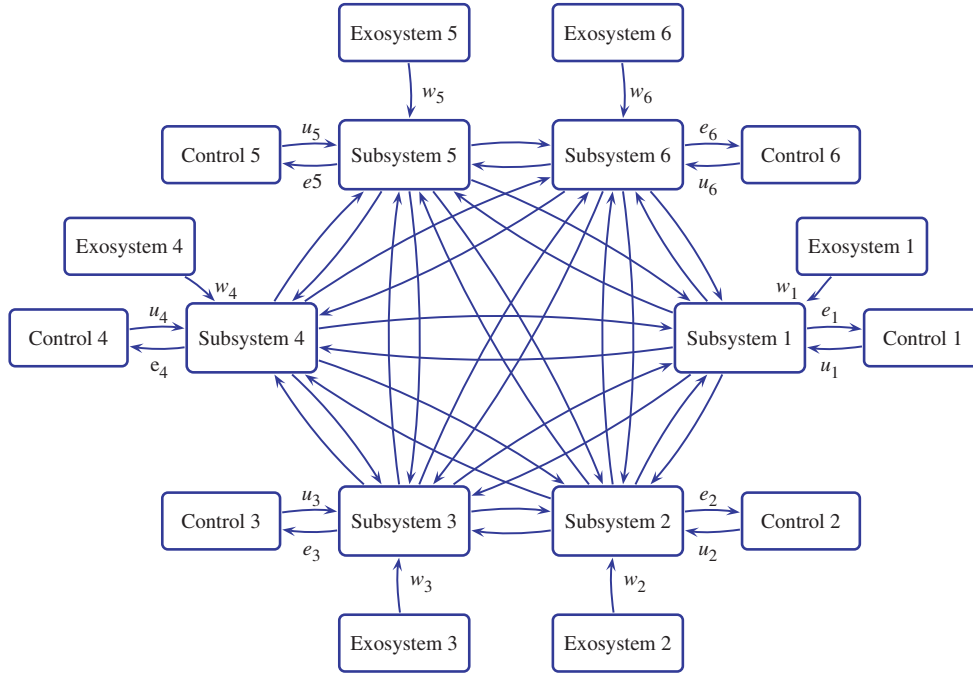 Exosystem 5
Exosystem 6
w5
w6
u5
e6
Control 5
Subsystem 5
Subsystem 6
Control 6
e5
u6
Exosystem 4
Exosystem 1
w4
w1
u4
e1
Control 4
Subsystem 4
Subsystem 1
Control 1
e4
u1
u3
e2
Control 3
Subsystem 3
Subsystem 2
Control 2
e3
u2
w3
w2
Exosystem 3
Exosystem 2